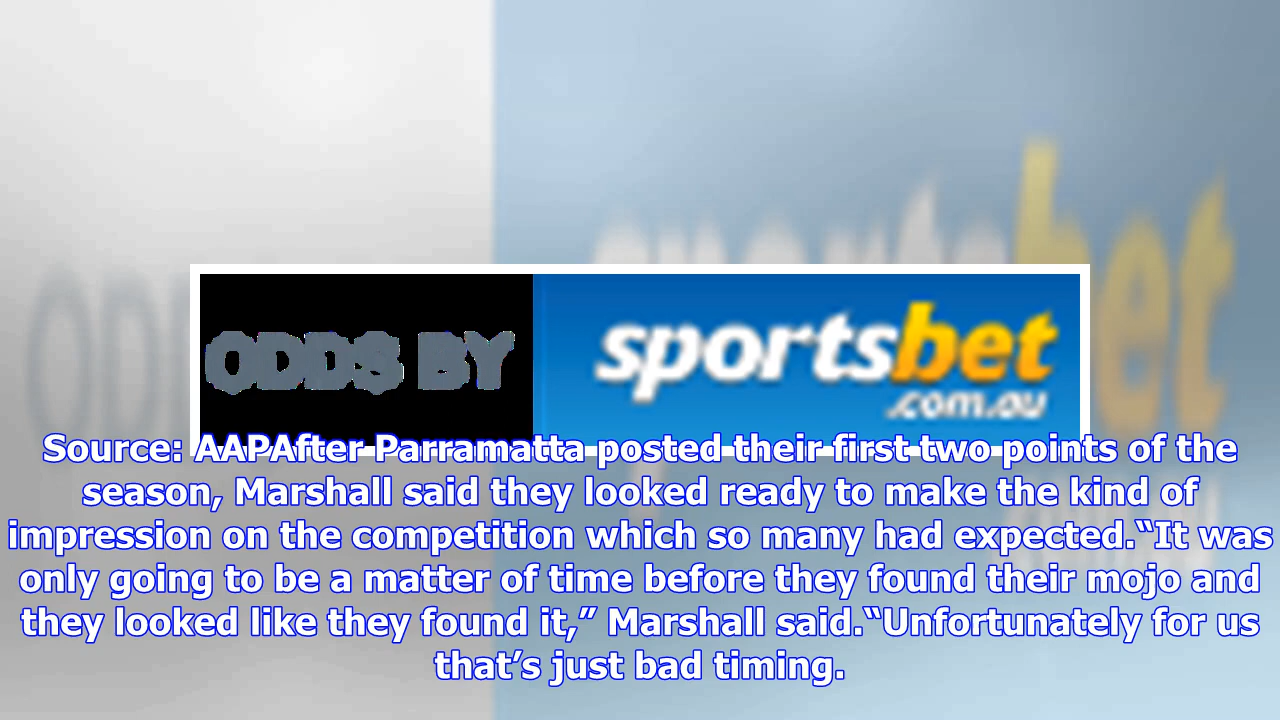 ODDS BY
sportsbet
.com.au
Source: AAPAfter Parramatta posted their first two points of the
season, Marshall said they looked ready to make the kind of
impression on the competition which so many had expected.“It was
only going to be a matter of time before they found their mojo and
they looked like they found it,” Marshall said.“Unfortunately for us
that’s just bad timing.